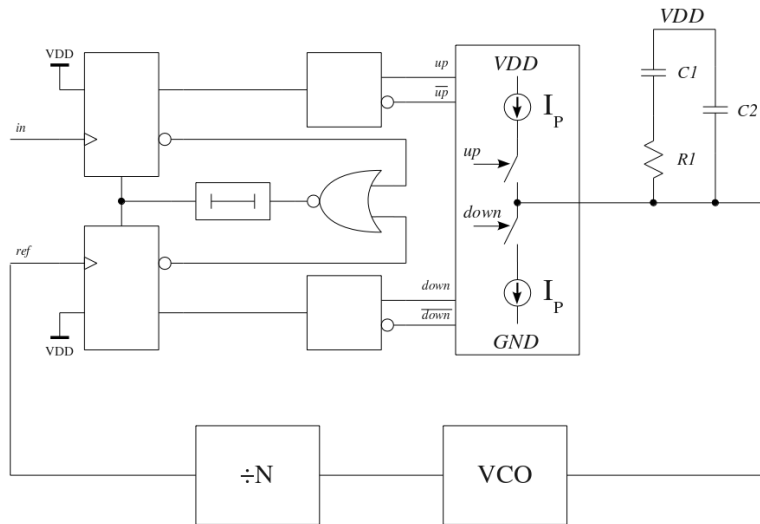 VDD
in
up
up
VDD
I
P
up
down
VDD
C1
C2
R1
ref
VDD
down
down
I
P
GND
÷N
VCO